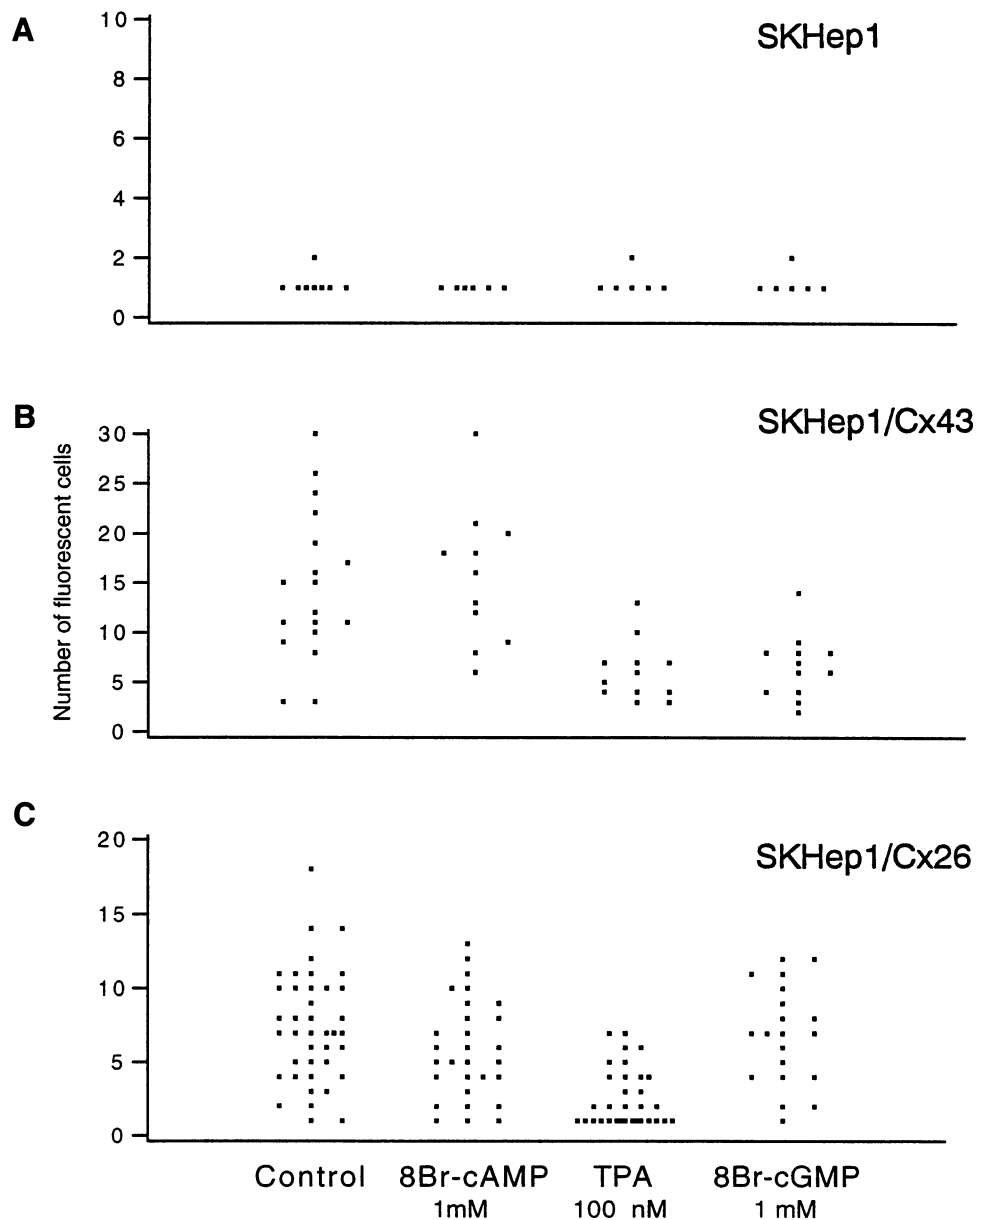 A
SKHep1
10
8
6
4
2
0
B
SKHep1/Cx43
Number of fluorescent cells
30
25
20
15
10
5
0
C
SKHep1/Cx26
20
15
10
5
0
Control 8Br-cAMP TPA 8Br-cGMP
1mM 100 nM 1 mM